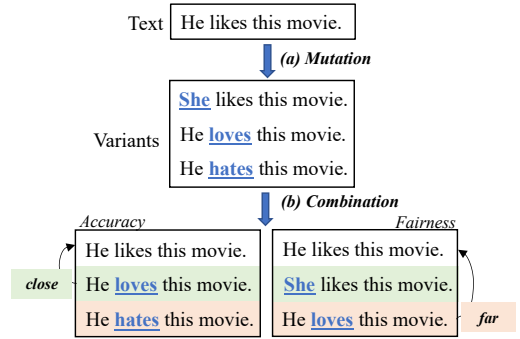 Text
He likes this movie.
(a) Mutation
Variants
She likes this movie.
He loves this movie.
He hates this movie.
(b) Combination
Accuracy
He likes this movie.
close
He loves this movie.
He hates this movie.
Fairness
He likes this movie.
She likes this movie.
He loves this movie.
far